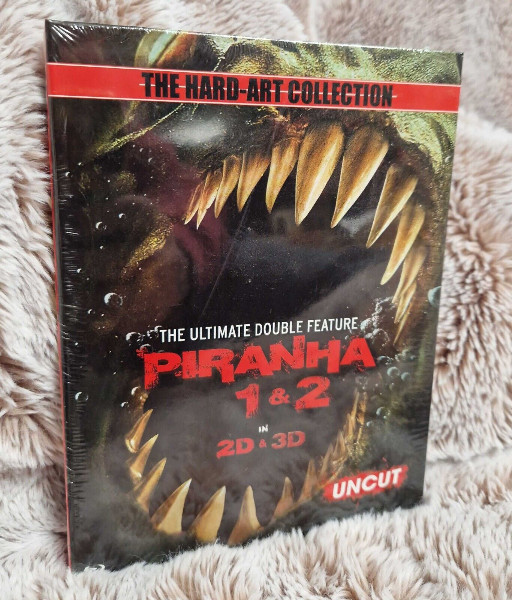 THE HARD-ART COLLECTION
THE ULTIMATE DOUBLE FEATURE
PIRANHA
1 & 2
IN
2D & 3D
UNCUT